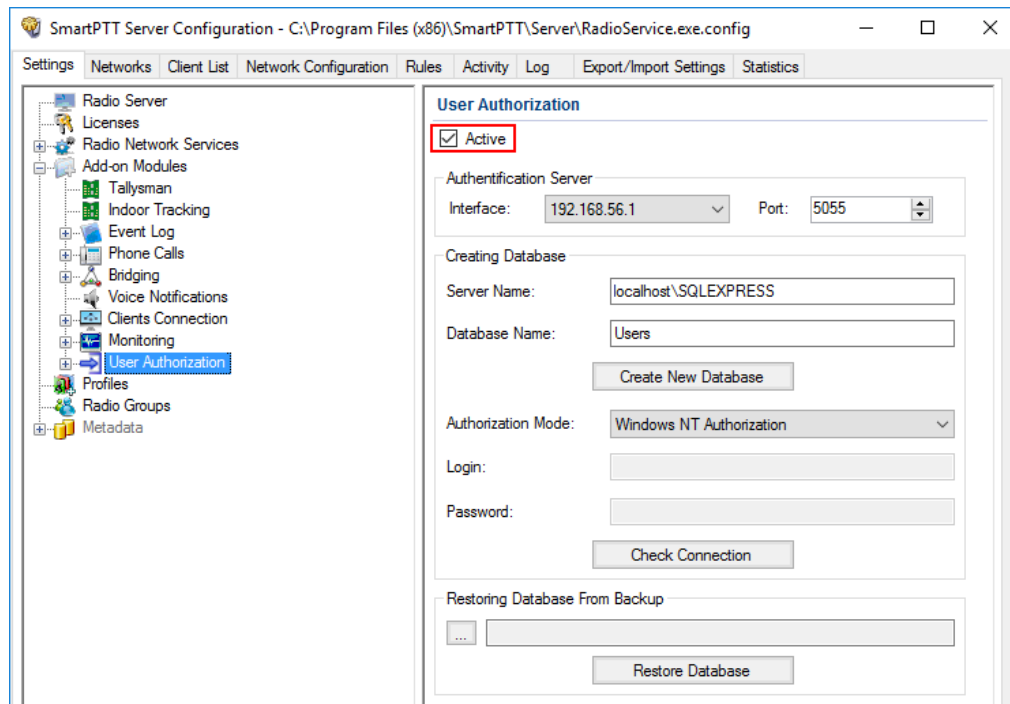 SmartPTT Server Configuration - C:\Program Files (x86)\SmartPTT\Server\RadioService.exe.config
Settings Networks Client List Network Configuration Rules Activity Log Export/Import Settings Statistics
Radio Server
Licenses
Radio Network Services
Add-on Modules
Tallysman
Indoor Tracking
Event Log
Phone Calls
Bridging
Voice Notifications
Clients Connection
Monitoring
User Authorization
Profiles
Radio Groups
Metadata
User Authorization
Active
Authentification Server
Interface: 192.168.56.1 Port: 5055
Creating Database
Server Name: localhost\SQLEXPRESS
Database Name: Users
Create New Database
Authorization Mode: Windows NT Authorization
Login:
Password:
Check Connection
Restoring Database From Backup
...
Restore Database